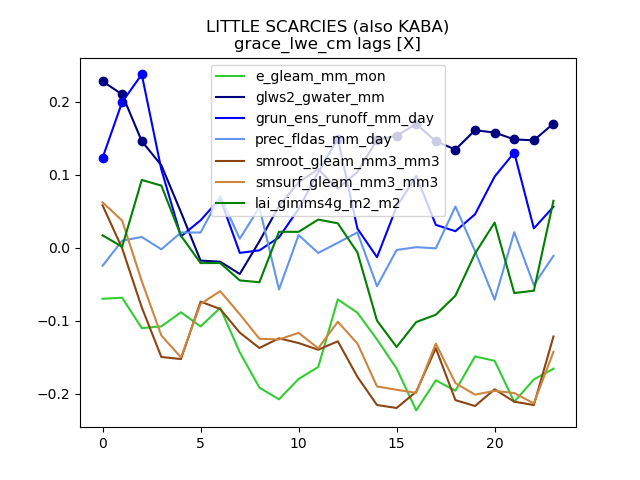 LITTLE SCARCIES (also KABA)
grace_lwe_cm lags [X]
e_gleam_mm_mon
glws2_gwater_mm
grun_ens_runoff_mm_day
prec_fldas_mm_day
smroot_gleam_mm3_mm3
smsurf_gleam_mm3_mm3
lai_gimms4g_m2_m2
0.2
0.1
0.0
−0.1
−0.2
0
5
10
15
20